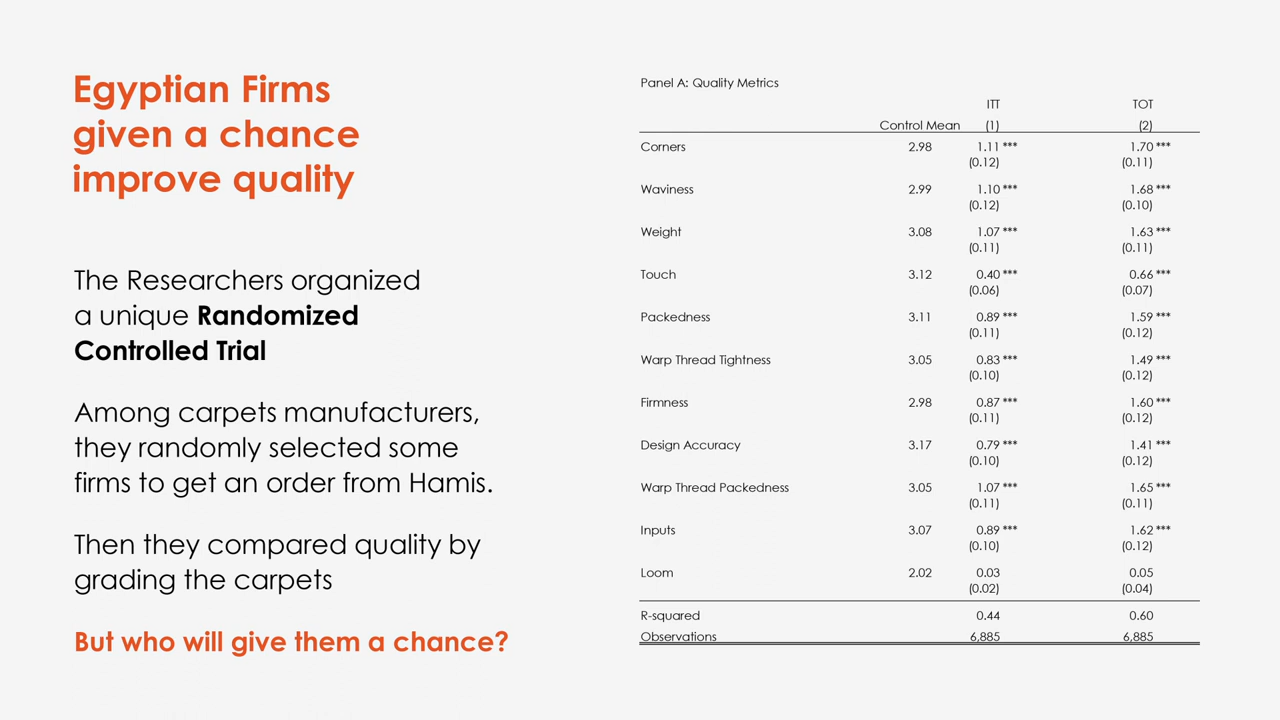 Egyptian Firms
given a chance
improve quality
The Researchers organized
a unique Randomized
Controlled Trial
Among carpets manufacturers,
they randomly selected some
firms to get an order from Hamis.
Then they compared quality by
grading the carpets
But who will give them a chance?
Panel A: Quality Metrics
ITT TOT
Control Mean (1) (2)
Corners 2.98 1.11 *** 1.70 ***
(0.12) (0.11)
Waviness 2.99 1.10 *** 1.68 ***
(0.12) (0.10)
Weight 3.08 1.07 *** 1.63 ***
(0.11) (0.11)
Touch 3.12 0.40 *** 0.66 ***
(0.06) (0.07)
Packedness 3.11 0.89 *** 1.59 ***
(0.11) (0.12)
Warp Thread Tightness 3.05 0.83 *** 1.49 ***
(0.10) (0.12)
Firmness 2.98 0.87 *** 1.60 ***
(0.11) (0.12)
Design Accuracy 3.17 0.79 *** 1.41 ***
(0.10) (0.12)
Warp Thread Packedness 3.05 1.07 *** 1.65 ***
(0.11) (0.11)
Inputs 3.07 0.89 *** 1.62 ***
(0.10) (0.12)
Loom 2.02 0.03 0.05
(0.02) (0.04)
R-squared 0.44 0.60
Observations 6,885 6,885